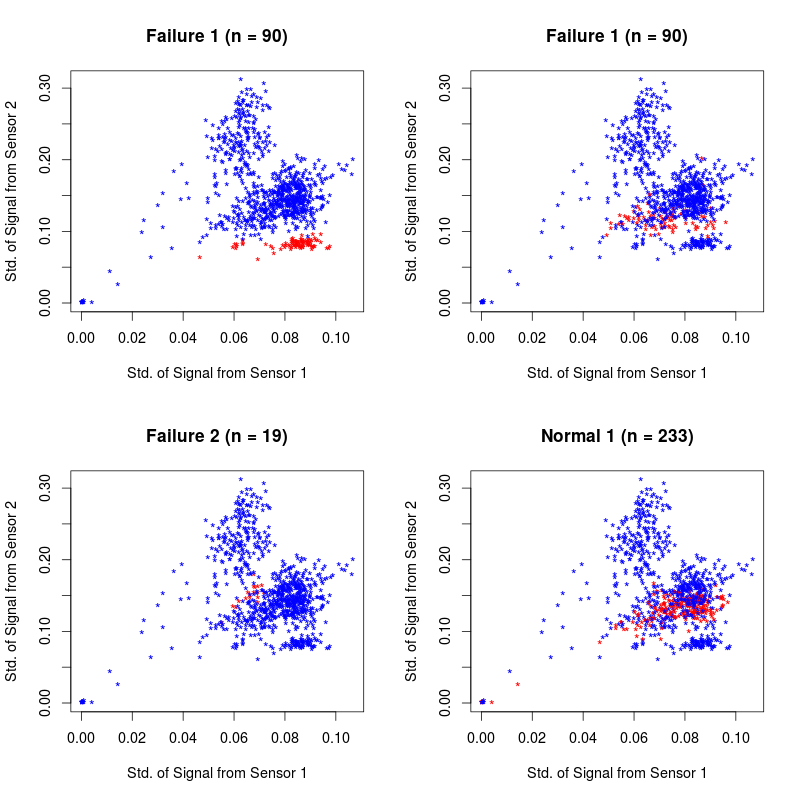 Failure 1 (n = 90)
Failure 1 (n = 90)
Std. of Signal from Sensor 2
0.00 0.10 0.20 0.30
0.00 0.02 0.04 0.06 0.08 0.10
Std. of Signal from Sensor 1
Std. of Signal from Sensor 2
0.00 0.10 0.20 0.30
0.00 0.02 0.04 0.06 0.08 0.10
Std. of Signal from Sensor 1
Failure 2 (n = 19)
Normal 1 (n = 233)
Std. of Signal from Sensor 2
0.00 0.10 0.20 0.30
0.00 0.02 0.04 0.06 0.08 0.10
Std. of Signal from Sensor 1
Std. of Signal from Sensor 2
0.00 0.10 0.20 0.30
0.00 0.02 0.04 0.06 0.08 0.10
Std. of Signal from Sensor 1